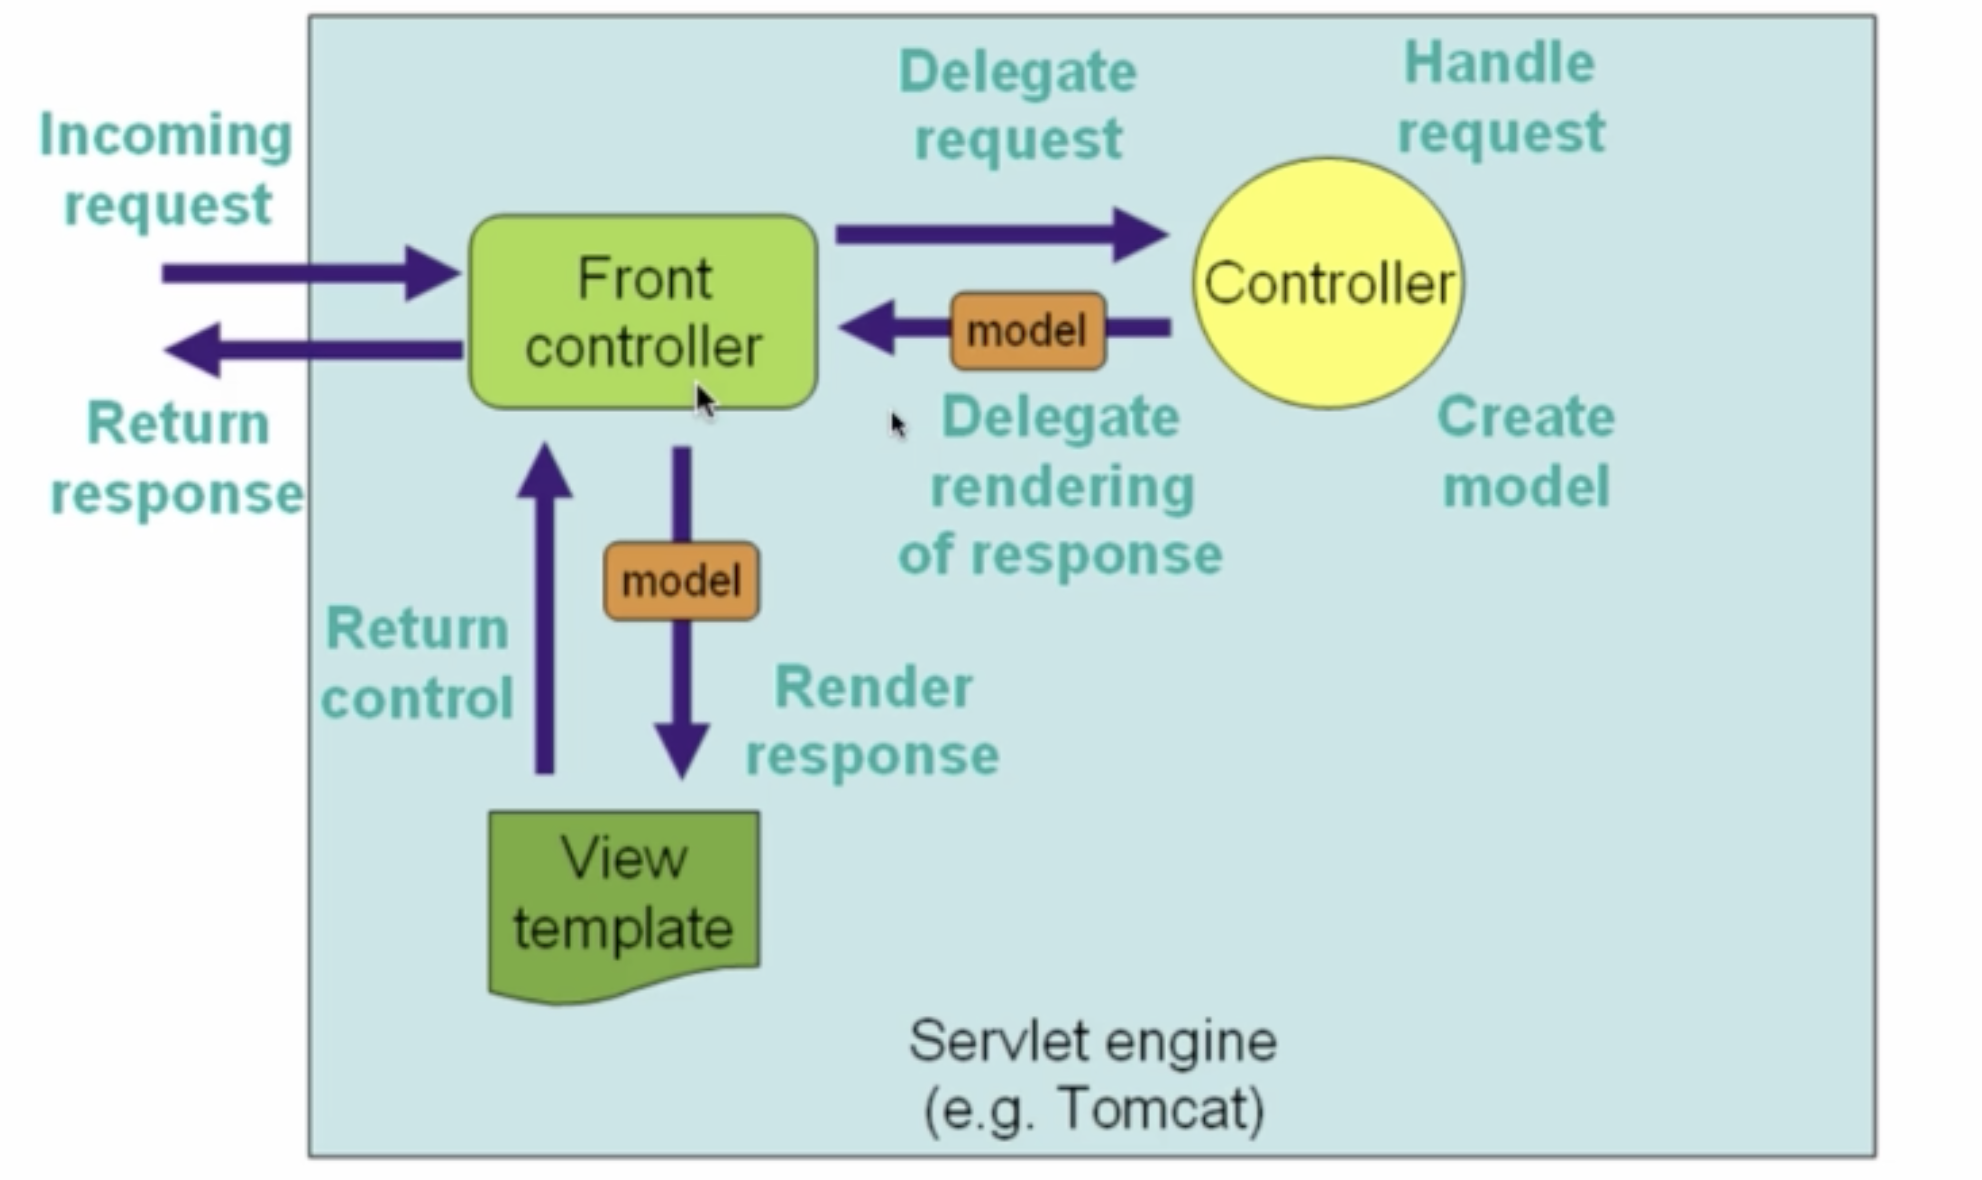 Incoming
request
Return
response
Front
controller
Delegate
request
Handle
request
Controller
model
Delegate
rendering
of response
Create
model
model
Return
control
Render
response
View
template
Servlet engine
(e.g. Tomcat)